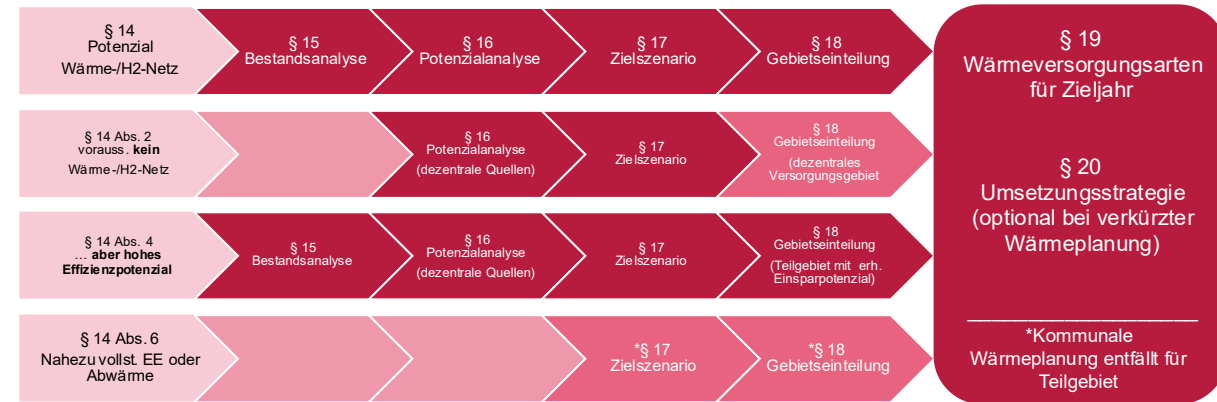 § 14
Potenzial
Wärme-/H2-Netz
§ 15
Bestandsanalyse
§ 16
Potenzialanalyse
§ 17
Zielszenario
§ 18
Gebietseinteilung
§ 14 Abs. 2
vorauss. kein
Wärme-/H2-Netz
§ 16
Potenzialanalyse
(dezentrale Quellen)
§ 17
Zielszenario
§ 18
Gebietseinteilung
(dezentrales
Versorgungsgebiet
§ 14 Abs. 4
… aber hohes
Effizienzpotenzial
§ 15
Bestandsanalyse
§ 16
Potenzialanalyse
(dezentrale Quellen)
§ 17
Zielszenario
§ 18
Gebietseinteilung
(Teilgebiet mit erh.
Einsparpotenzial)
§ 14 Abs. 6
Nahezu vollst. EE oder
Abwärme
*§ 17
Zielszenario
*§ 18
Gebietseinteilung
§ 19
Wärmeversorgungsarten
für Zieljahr
§ 20
Umsetzungsstrategie
(optional bei verkürzter
Wärmeplanung)
*Kommunale
Wärmeplanung entfällt für
Teilgebiet